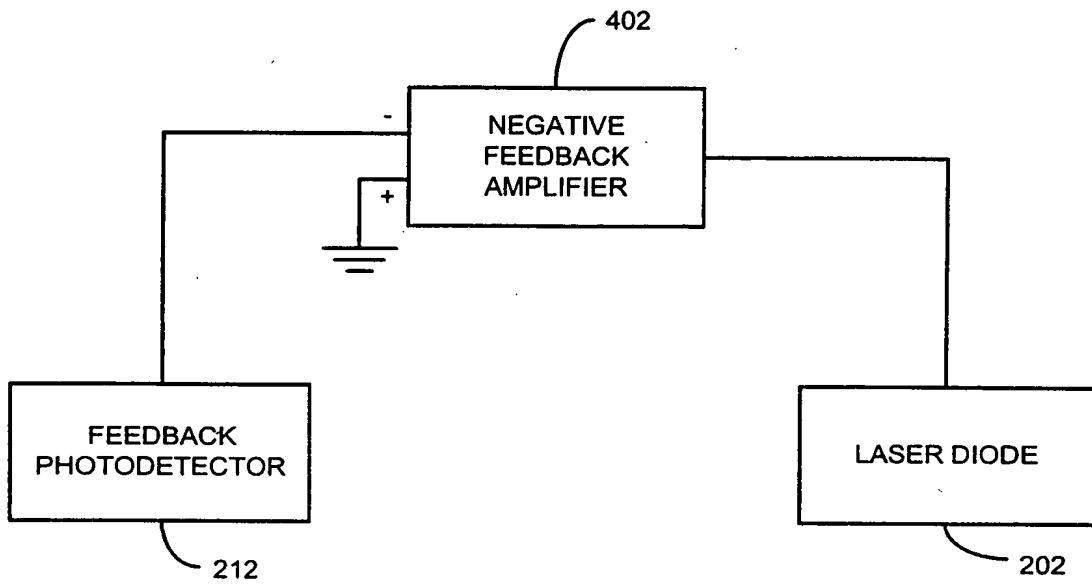 402
-
NEGATIVE
FEEDBACK
AMPLIFIER
+
FEEDBACK
PHOTODETECTOR
LASER DIODE
212
202